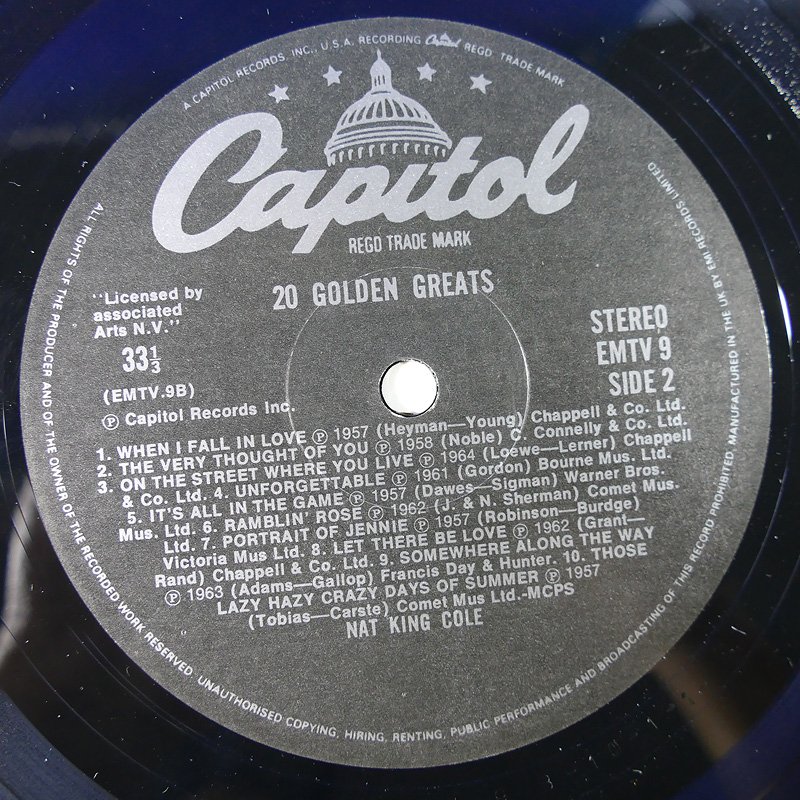 A CAPITOL RECORDS, INC., U.S.A. RECORDING Capitol REGD. TRADE MARK
Capitol
REGD TRADE MARK
20 GOLDEN GREATS
"Licensed by
associated
Arts N.V."
33⅓
(EMTV.9B)
Ⓟ Capitol Records Inc.
STEREO
EMTV 9
SIDE 2
1. WHEN I FALL IN LOVE Ⓟ 1957 (Heyman—Young) Chappell & Co. Ltd.
2. THE VERY THOUGHT OF YOU Ⓟ 1958 (Noble) C. Connelly & Co. Ltd.
3. ON THE STREET WHERE YOU LIVE Ⓟ 1964 (Loewe—Lerner) Chappell
& Co. Ltd. 4. UNFORGETTABLE Ⓟ 1961 (Gordon) Bourne Mus. Ltd.
5. IT'S ALL IN THE GAME Ⓟ 1957 (Dawes—Sigman) Warner Bros.
Mus. Ltd. 6. RAMBLIN' ROSE Ⓟ 1962 (J. & N. Sherman) Comet Mus.
Ltd. 7. PORTRAIT OF JENNIE Ⓟ 1957 (Robinson—Burdge)
Victoria Mus Ltd. 8. LET THERE BE LOVE Ⓟ 1962 (Grant—
Rand) Chappell & Co. Ltd. 9. SOMEWHERE ALONG THE WAY
Ⓟ 1963 (Adams—Gallop) Francis Day & Hunter. 10. THOSE
LAZY HAZY CRAZY DAYS OF SUMMER Ⓟ 1957
(Tobias—Carste) Comet Mus Ltd.-MCPS
NAT KING COLE
ALL RIGHTS OF THE PRODUCER AND OF THE OWNER OF THE RECORDED WORK RESERVED. UNAUTHORISED COPYING, HIRING, RENTING, PUBLIC PERFORMANCE AND BROADCASTING OF THIS RECORD PROHIBITED. MANUFACTURED IN THE U.K. BY EMI RECORDS LIMITED